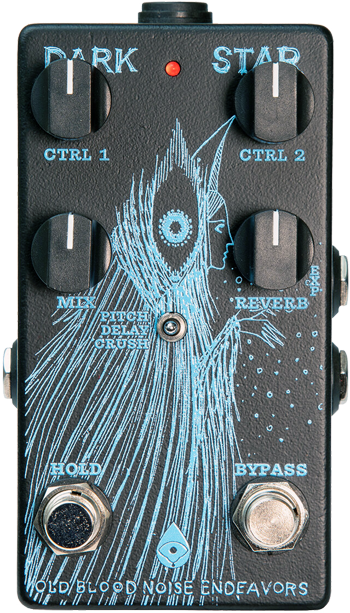 DARK STAR
CTRL 1 CTRL 2
MIX REVERB
PITCH
DELAY
CRUSH
HOLD BYPASS
OLD BLOOD NOISE ENDEAVORS